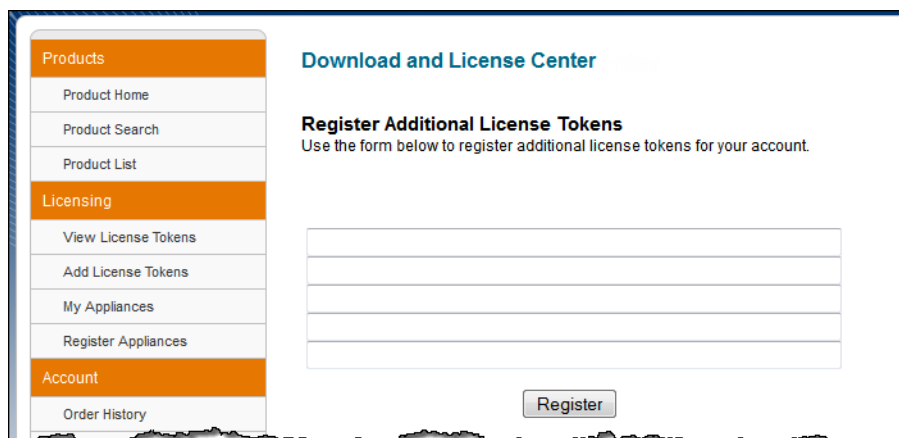 Products
Product Home
Product Search
Product List
Licensing
View License Tokens
Add License Tokens
My Appliances
Register Appliances
Account
Order History
Download and License Center
Register Additional License Tokens
Use the form below to register additional license tokens for your account.
Register